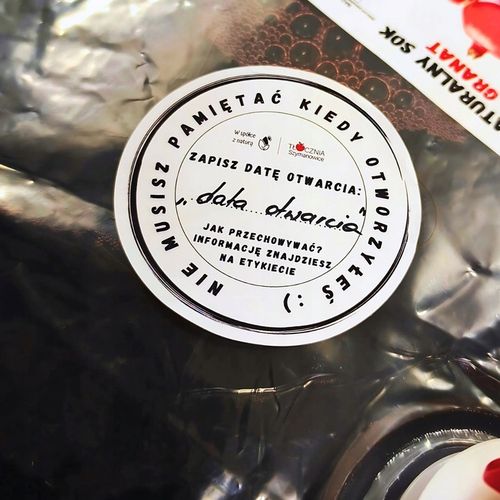 NATURALNY SOK
GRANAT
NIE MUSISZ PAMIĘTAĆ KIEDY OTWORZYŁEŚ :)
W spółce
z naturą
TŁOCZNIA
Szymanowice
ZAPISZ DATĘ OTWARCIA:
„data otwarcia"
JAK PRZECHOWYWAĆ?
INFORMACJĘ ZNAJDZIESZ
NA ETYKIECIE